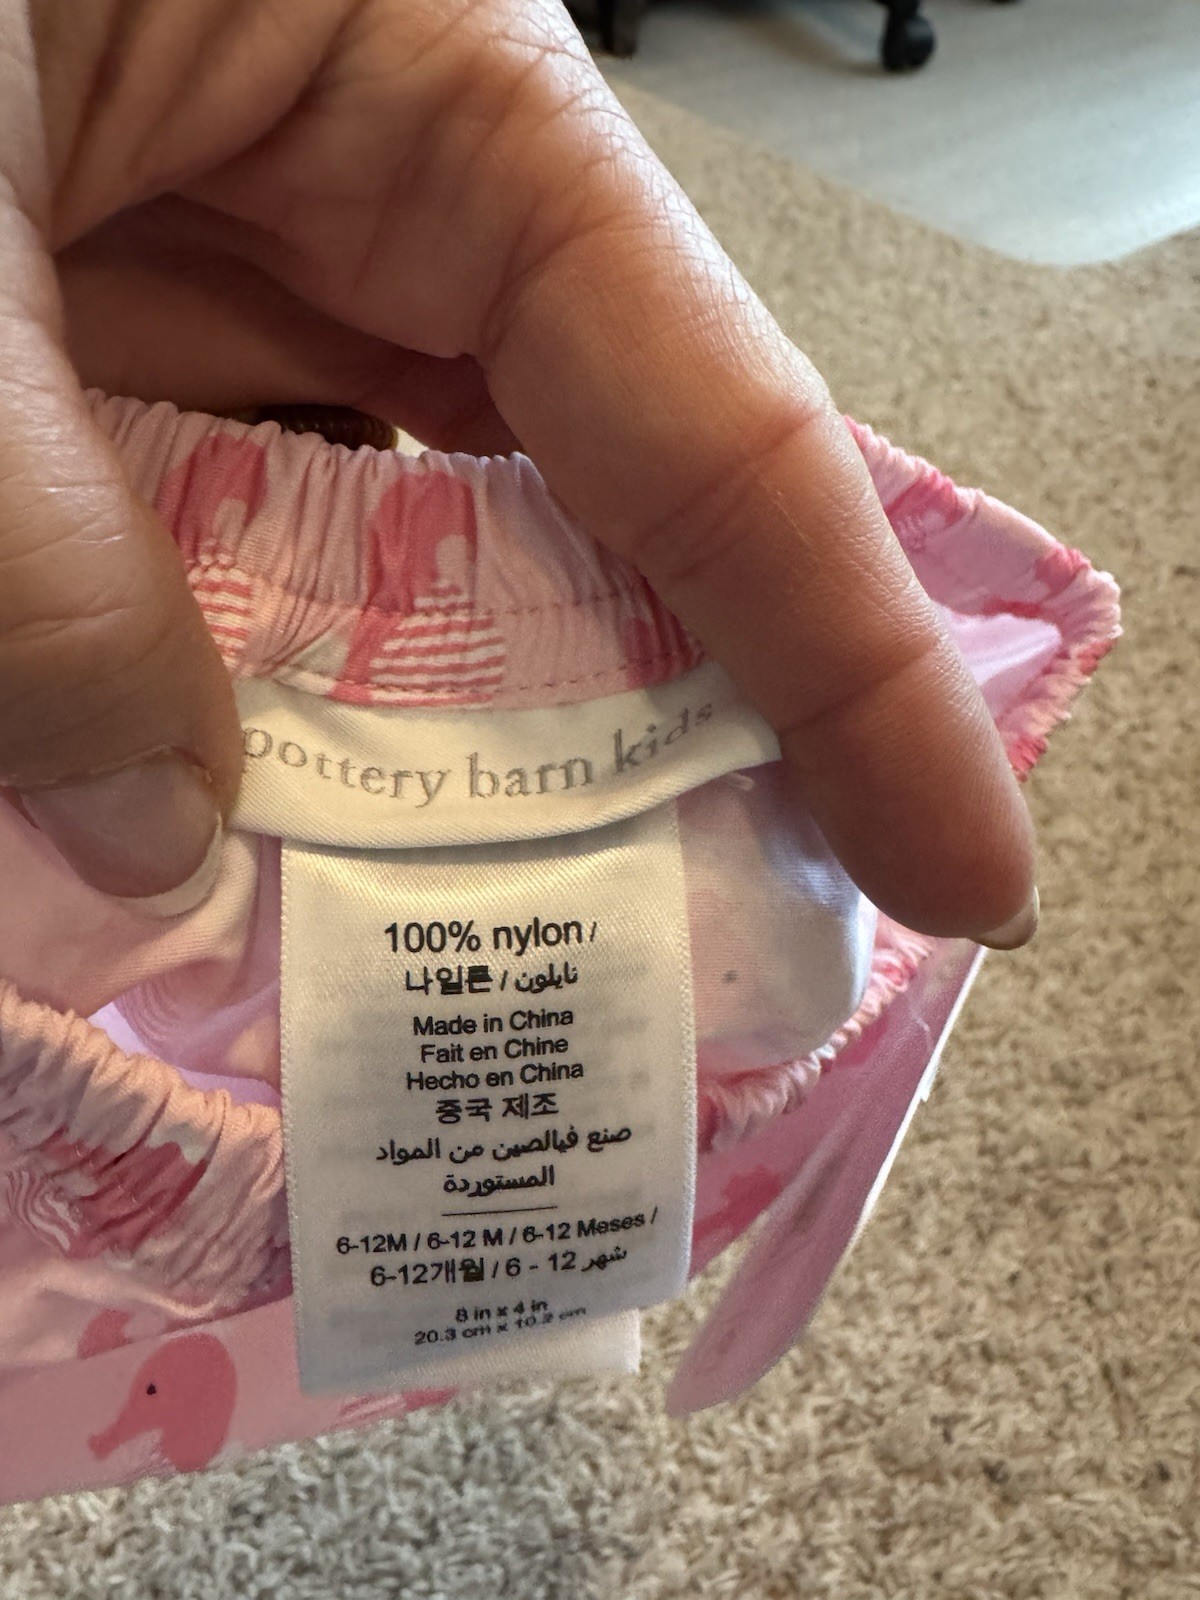 pottery barn kids
100% nylon /
나일론 / نايلون
Made in China
Fait en Chine
Hecho en China
중국 제조
صنع فيالصين من المواد
المستوردة
6-12M / 6-12 M / 6-12 Meses /
6-12개월 / 6 - 12 شهر
8 in x 4 in
20.3 cm x 10.2 cm